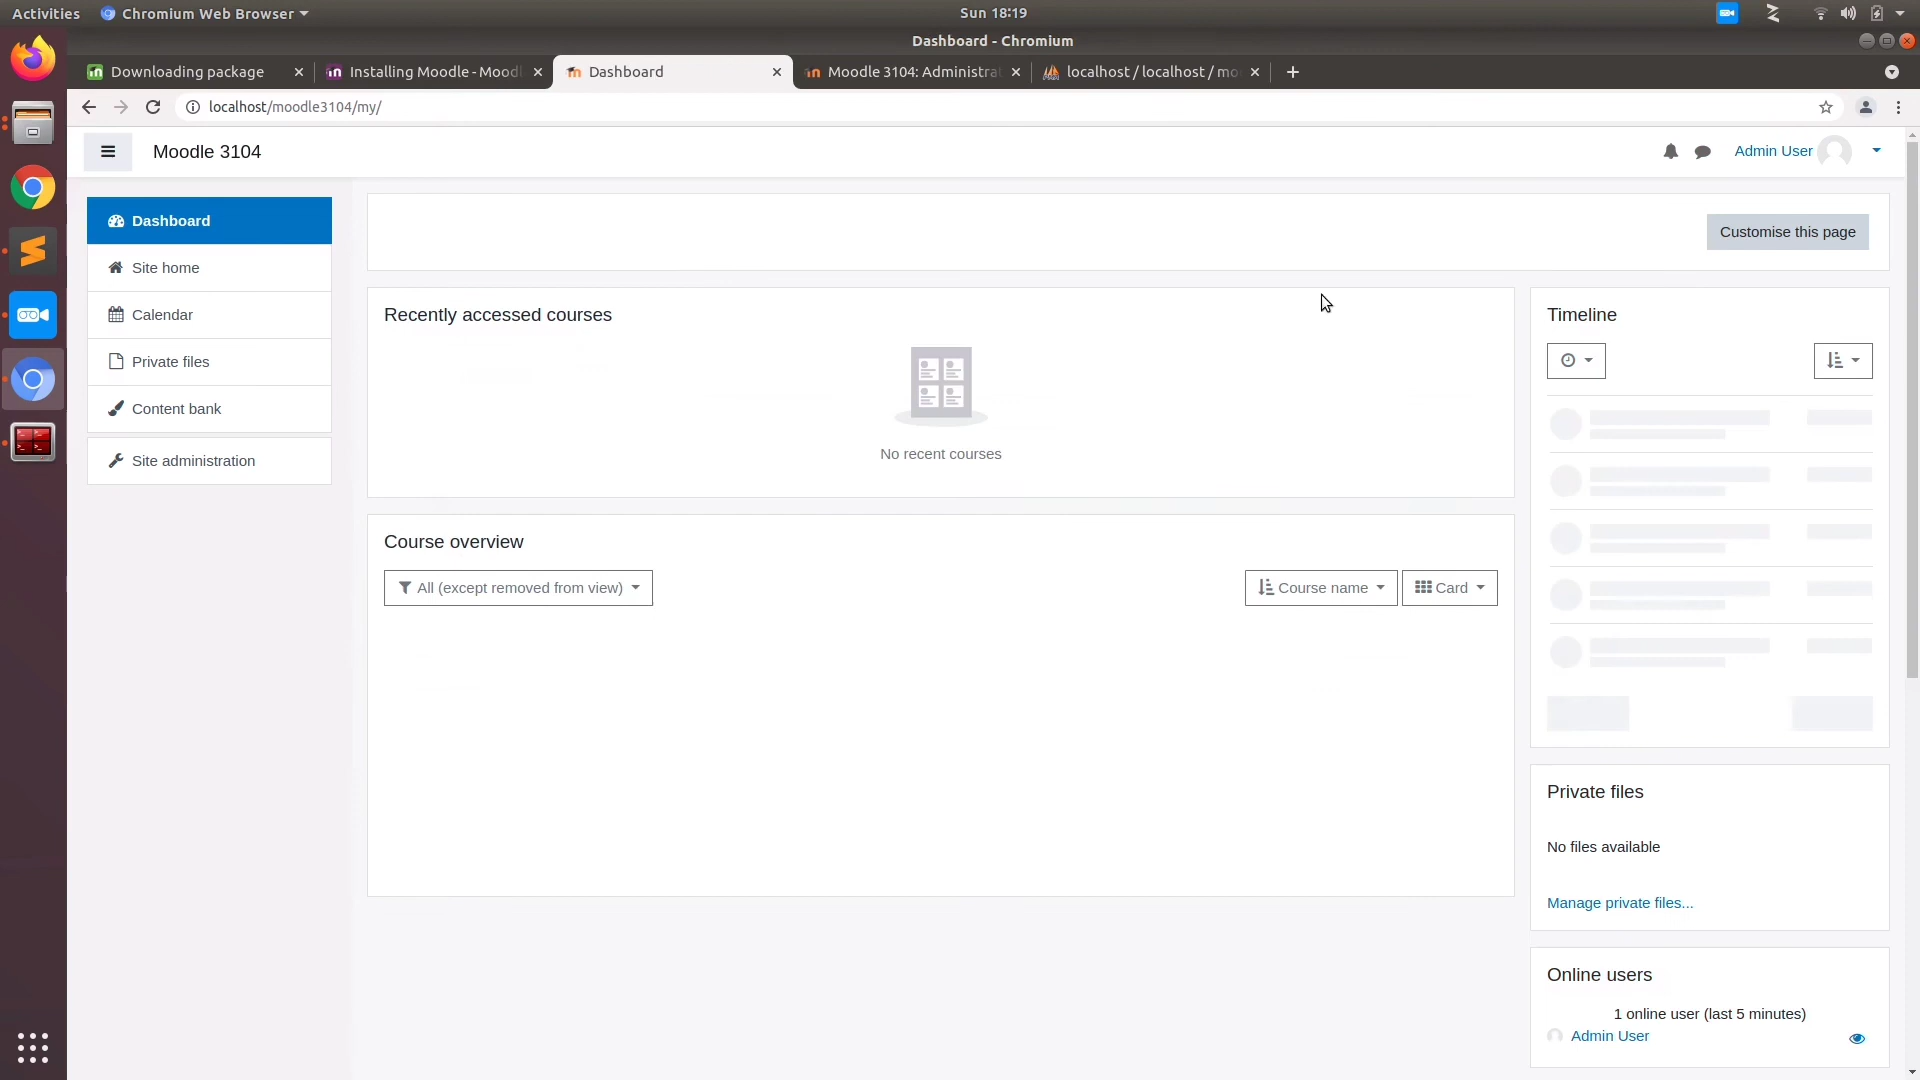 Activities
Chromium Web Browser
Sun 18:19
Dashboard - Chromium
Downloading package
Installing Moodle - Mood
Dashboard
Moodle 3104: Administra
localhost / localhost / mo
localhost/moodle3104/my/
Moodle 3104
Admin User
Dashboard
Site home
Calendar
Private files
Content bank
Site administration
Customise this page
Recently accessed courses
No recent courses
Course overview
All (except removed from view)
Course name
Card
Timeline
Private files
No files available
Manage private files...
Online users
1 online user (last 5 minutes)
Admin User